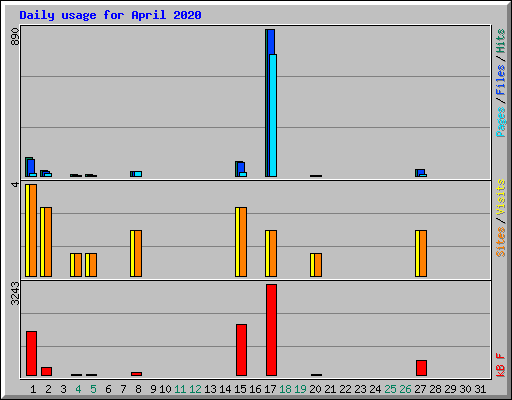 Daily usage for April 2020
890
Pages/Files/Hits
4
Sites/Visits
3243
kB F
1 2 3 4 5 6 7 8 9 10 11 12 13 14 15 16 17 18 19 20 21 22 23 24 25 26 27 28 29 30 31